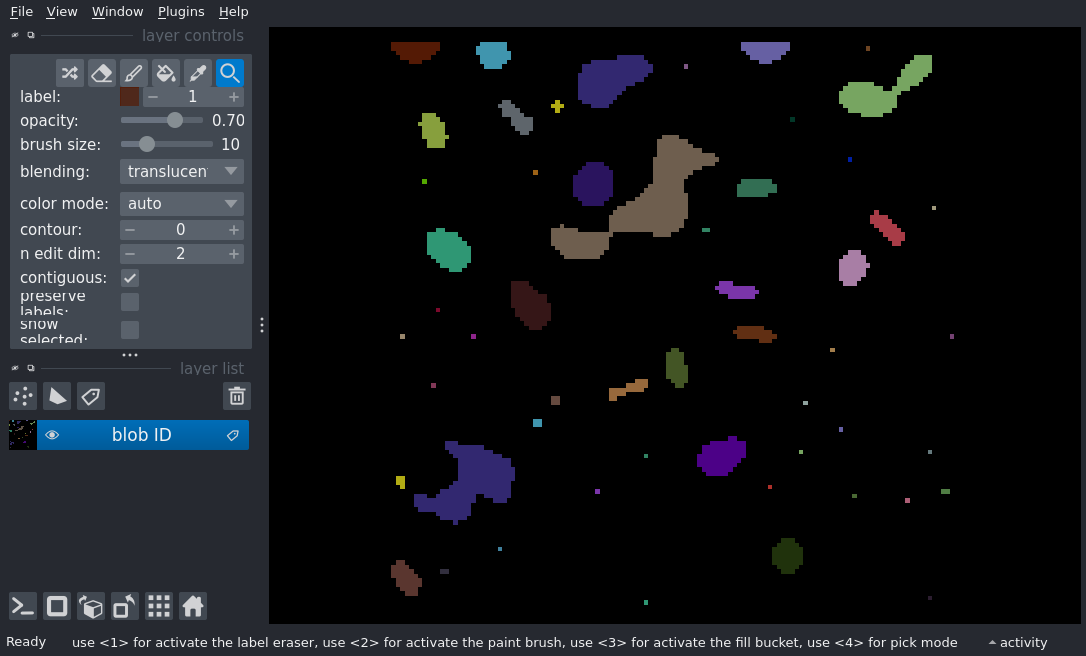 File View Window Plugins Help
layer controls
label: 1
opacity: 0.70
brush size: 10
blending: translucen
color mode: auto
contour: 0
n edit dim: 2
contiguous:
preserve
labels:
show
selected:
layer list
blob ID
Ready use <1> for activate the label eraser, use <2> for activate the paint brush, use <3> for activate the fill bucket, use <4> for pick mode activity